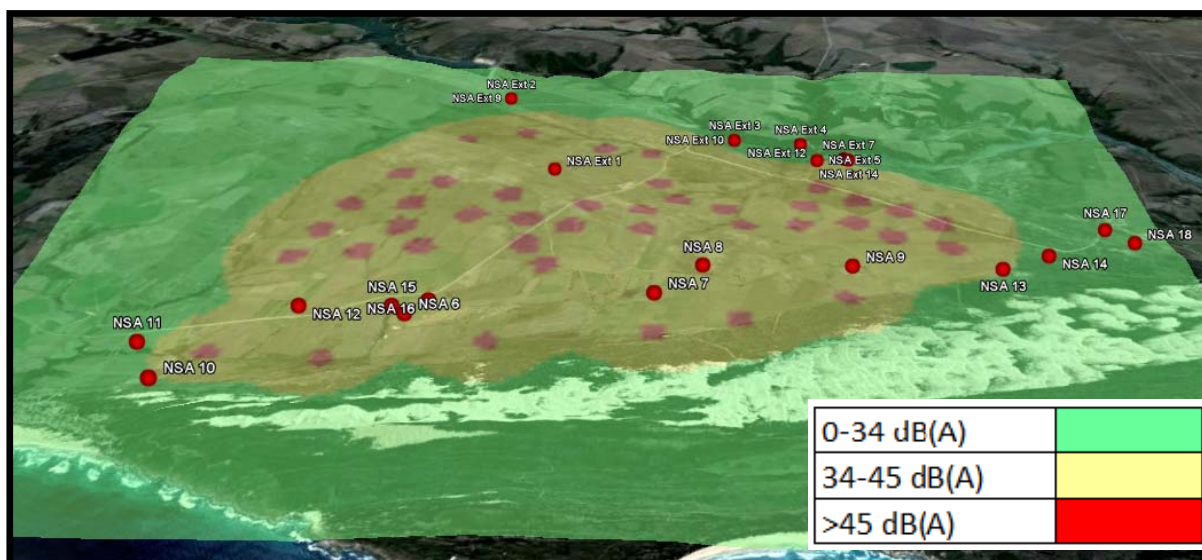 NSA Ext 2
NSA Ext 9
NSA Ext 3
NSA Ext 10
NSA Ext 4
NSA Ext 12
NSA Ext 7
NSA Ext 5
NSA Ext 14
NSA Ext 1
NSA 17
NSA 18
NSA 8
NSA 9
NSA 14
NSA 13
NSA 7
NSA 15
NSA 6
NSA 16
NSA 12
NSA 11
NSA 10
0-34 dB(A)
34-45 dB(A)
>45 dB(A)